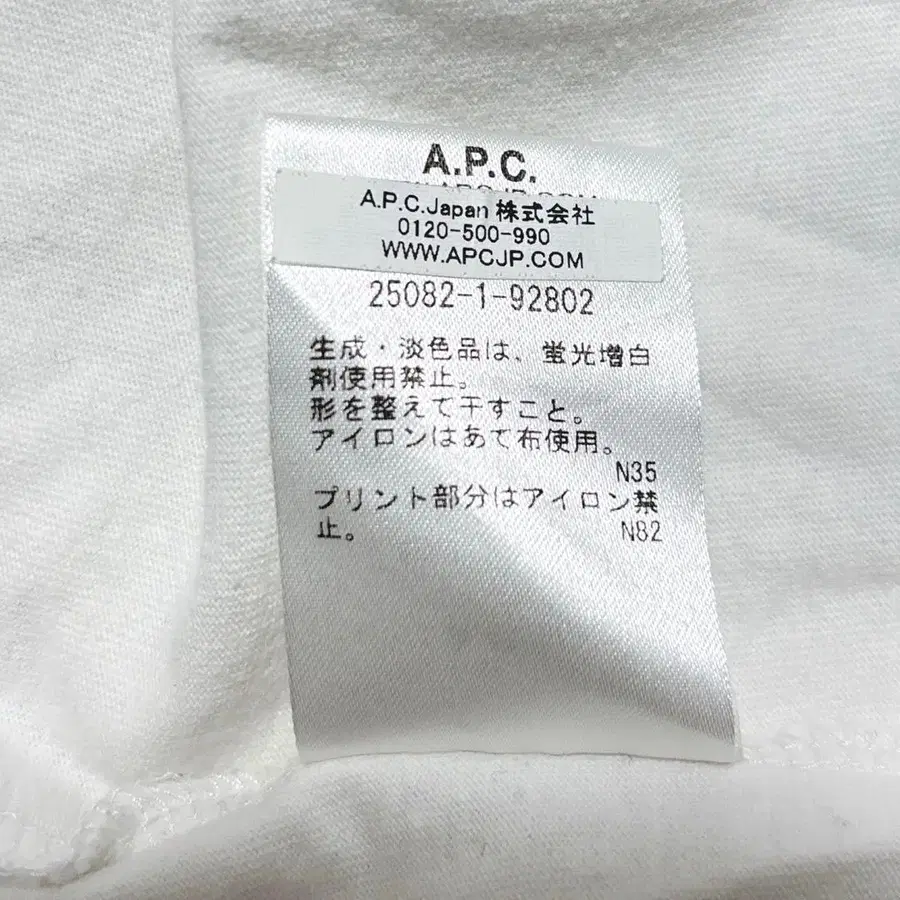 A.P.C.
A.P.C.Japan 株式会社
0120-500-990
WWW.APCJP.COM
25082-1-92802
生成・淡色品は、蛍光増白
剤使用禁止。
形を整えて干すこと。
アイロンはあて布使用。
N35
プリント部分はアイロン禁
止。 N82